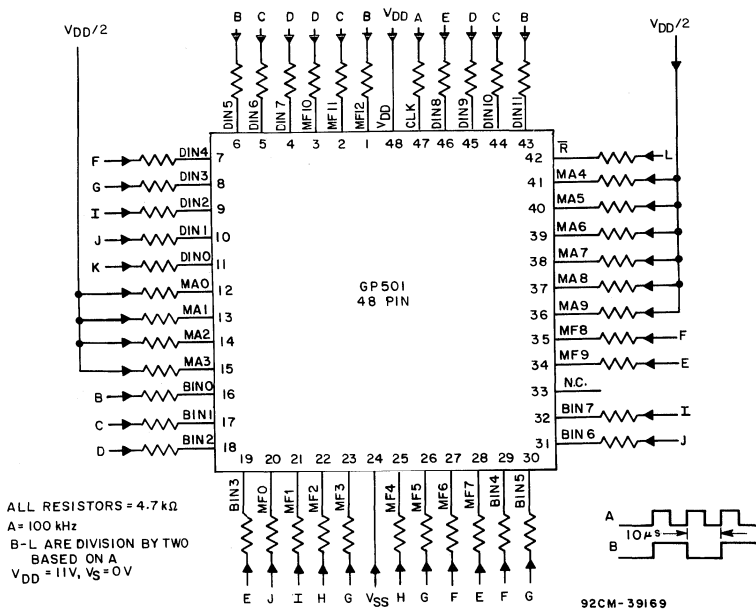 B C D D C B VDD A E D C B
VDD/2
VDD/2
DIN5 DIN6 DIN7 MF10 MF11 MF12 VDD CLK DIN8 DIN9 DIN10 DIN11
6 5 4 3 2 1 48 47 46 45 44 43
F DIN4 7
G DIN3 8
I DIN2 9
J DIN1 10
K DIN0 11
MA0 12
MA1 13
MA2 14
MA3 15
B BIN0 16
C BIN1 17
D BIN2 18
GP501
48 PIN
42 R̅ L
41 MA4
40 MA5
39 MA6
38 MA7
37 MA8
36 MA9
35 MF8 F
34 MF9 E
33 N.C.
32 BIN7 I
31 BIN6 J
19 20 21 22 23 24 25 26 27 28 29 30
BIN3 MF0 MF1 MF2 MF3 MF4 MF5 MF6 MF7 BIN4 BIN5
E J I H G VSS H G F E F G
ALL RESISTORS = 4.7 kΩ
A = 100 kHz
B-L ARE DIVISION BY TWO
BASED ON A
VDD = 11V, VS = 0V
A
10μs
B
92CM-39169